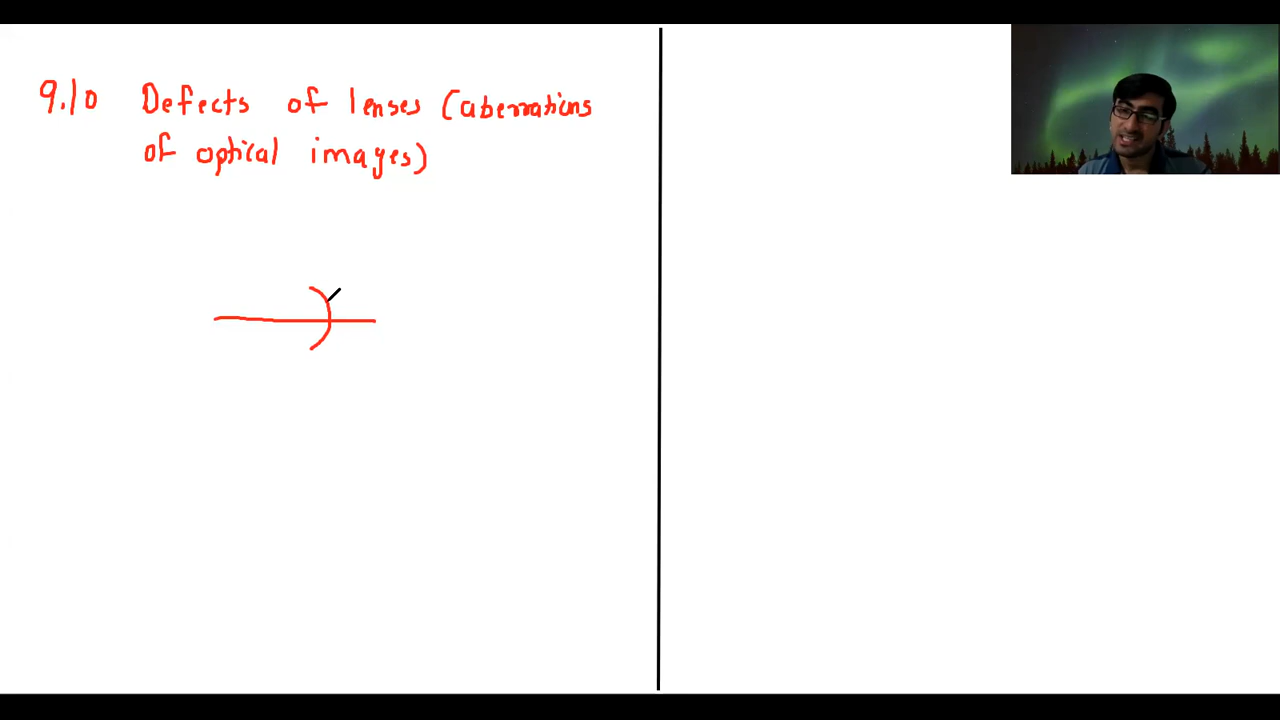 9.10 Defects of lenses (aberrations
of optical images)